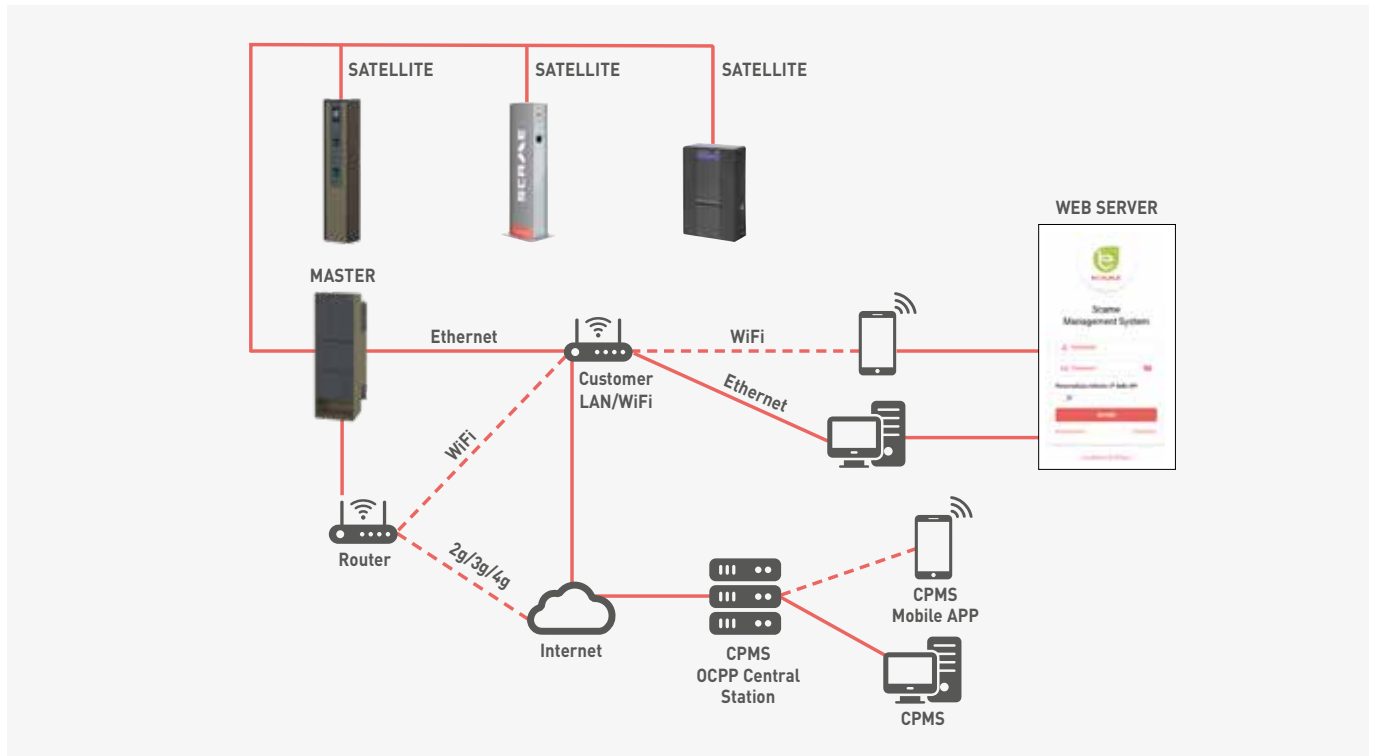 SATELLITE
SATELLITE
SATELLITE
SCAME
WEB SERVER
MASTER
Scame
Management System
Ethernet
WiFi
Customer
LAN/WiFi
Ethernet
WiFi
Router
2g/3g/4g
Internet
CPMS
OCPP Central
Station
CPMS
Mobile APP
CPMS